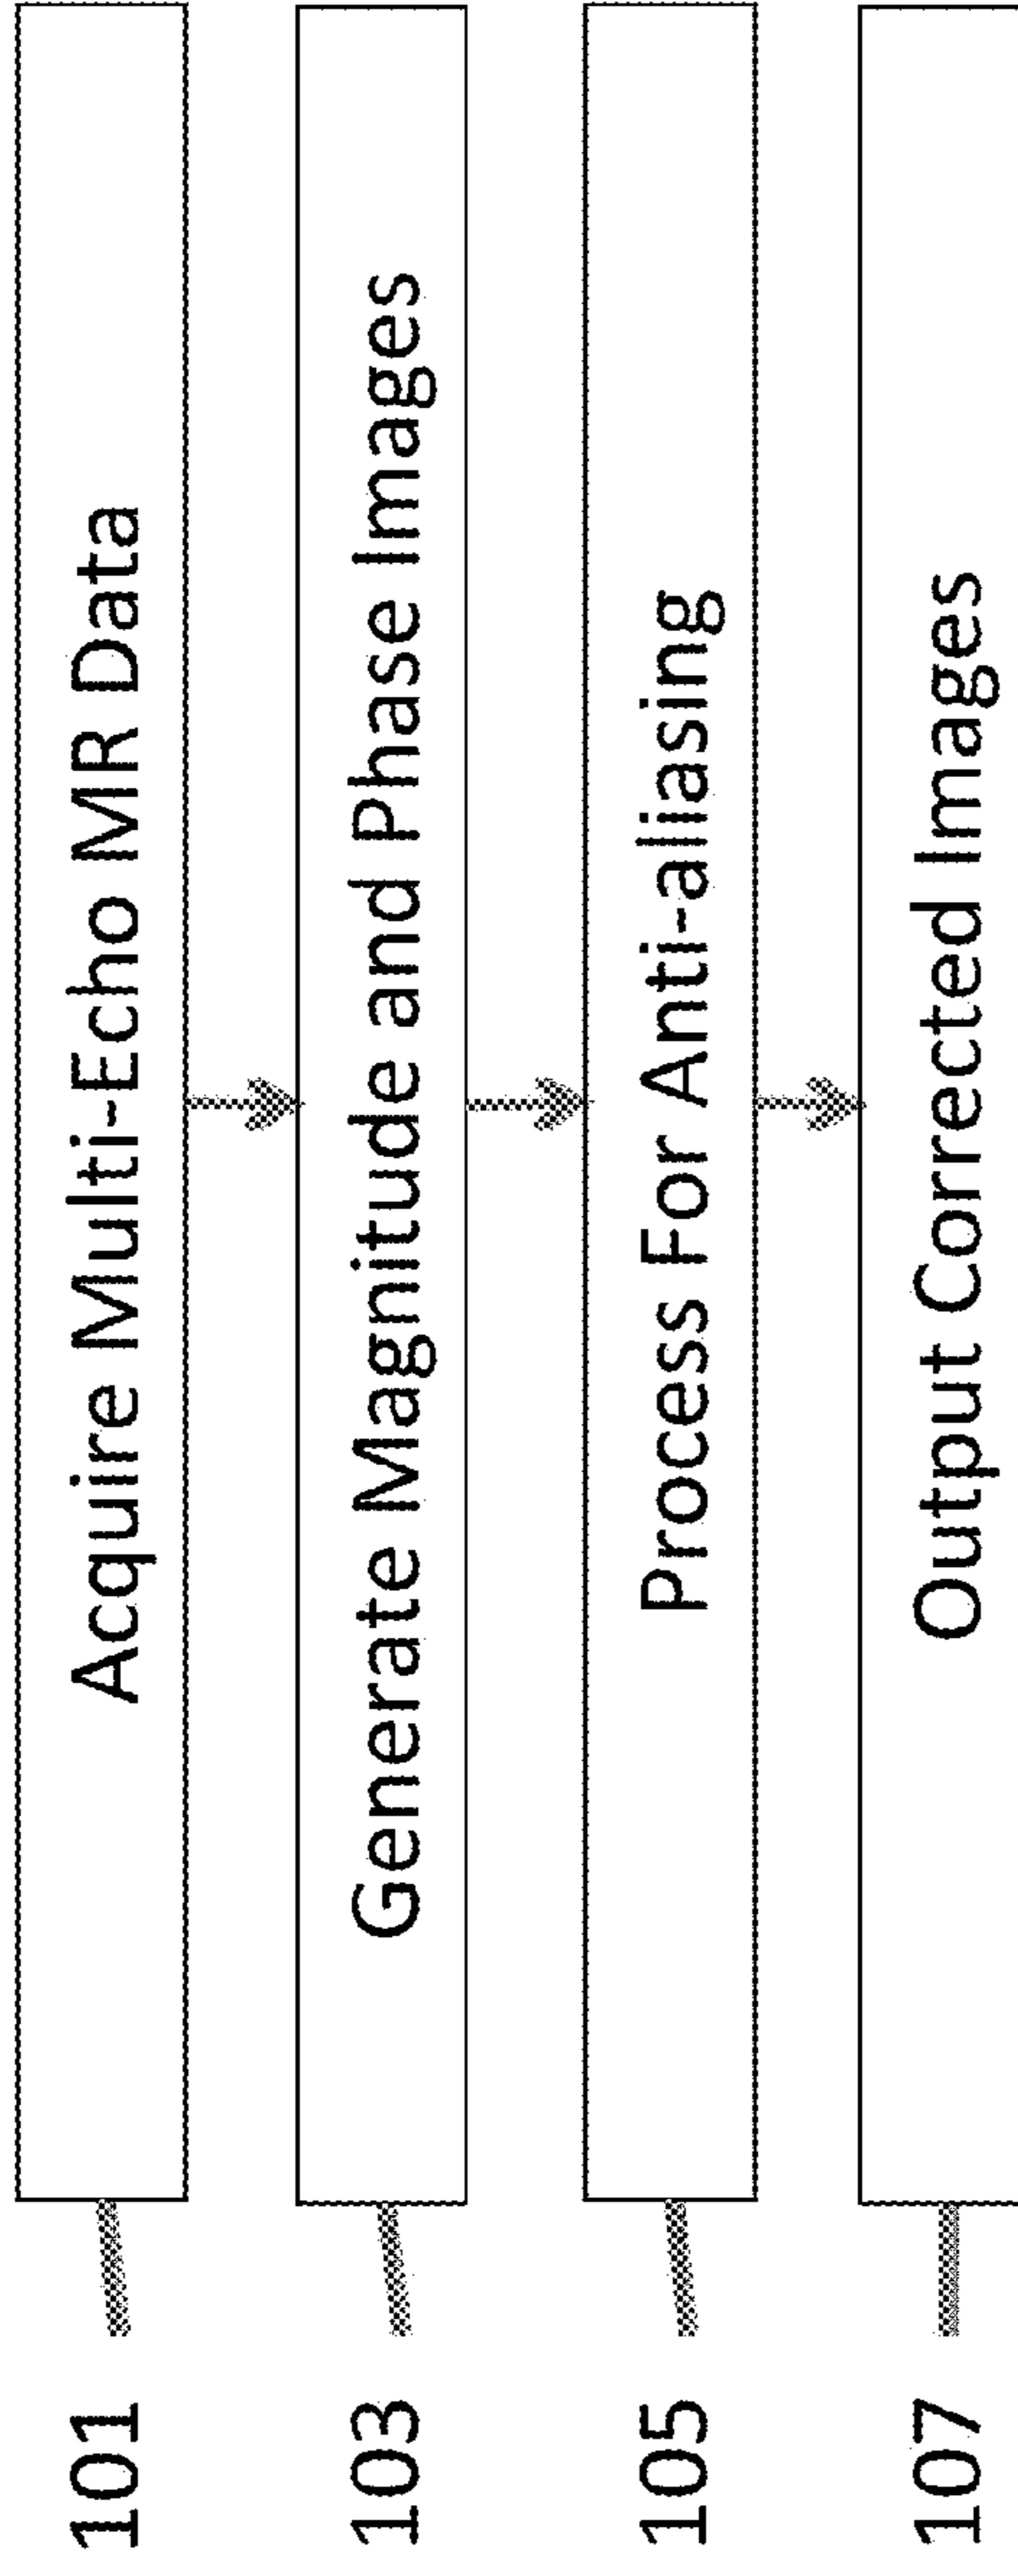 101 Acquire Multi-Echo MR Data
103 Generate Magnitude and Phase Images
105 Process For Anti-aliasing
107 Output Corrected Images